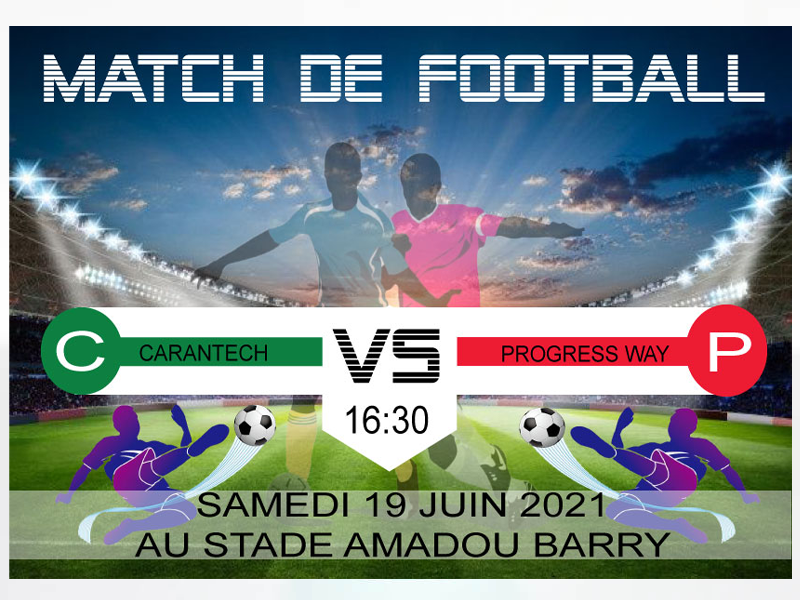 MATCH DE FOOTBALL
C CARANTECH VS PROGRESS WAY P
16:30
SAMEDI 19 JUIN 2021
AU STADE AMADOU BARRY